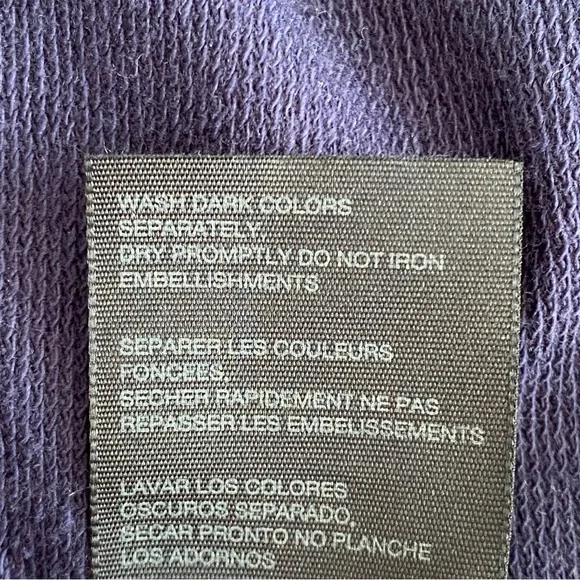 WASH DARK COLORS
SEPARATELY.
DRY PROMPTLY DO NOT IRON
EMBELLISHMENTS
SEPARER LES COULEURS
FONCEES,
SECHER RAPIDEMENT NE PAS
REPASSER LES EMBELISSEMENTS
LAVAR LOS COLORES
OSCUROS SEPARADO,
SECAR PRONTO NO PLANCHE
LOS ADORNOS